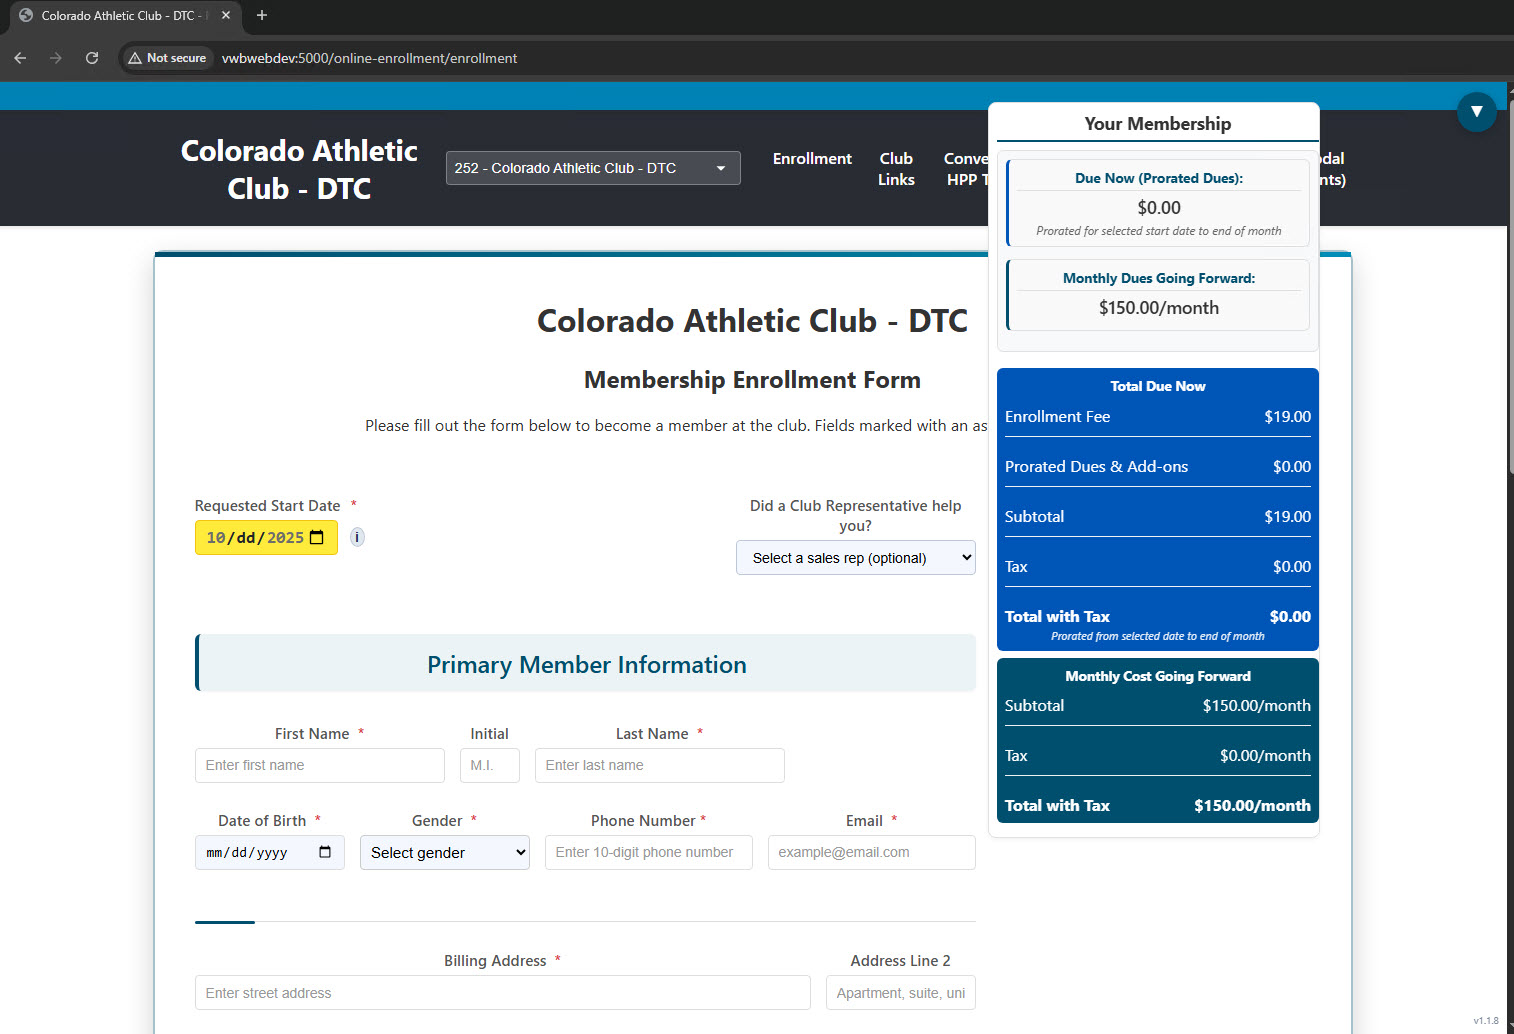 Colorado Athletic Club - DTC -
Not secure
vwbwebdev:5000/online-enrollment/enrollment
Colorado Athletic
Club - DTC
252 - Colorado Athletic Club - DTC
Enrollment
Club
Links
Conve
HPP T
odal
nts)
Your Membership
Due Now (Prorated Dues):
$0.00
Prorated for selected start date to end of month
Monthly Dues Going Forward:
$150.00/month
Total Due Now
Enrollment Fee $19.00
Prorated Dues & Add-ons $0.00
Subtotal $19.00
Tax $0.00
Total with Tax $0.00
Prorated from selected date to end of month
Monthly Cost Going Forward
Subtotal $150.00/month
Tax $0.00/month
Total with Tax $150.00/month
Colorado Athletic Club - DTC
Membership Enrollment Form
Please fill out the form below to become a member at the club. Fields marked with an as
Requested Start Date *
10/dd/2025
i
Did a Club Representative help
you?
Select a sales rep (optional)
Primary Member Information
First Name * Initial Last Name *
Enter first name M.I. Enter last name
Date of Birth * Gender * Phone Number * Email *
mm/dd/yyyy Select gender Enter 10-digit phone number example@email.com
Billing Address * Address Line 2
Enter street address Apartment, suite, uni
v1.1.8